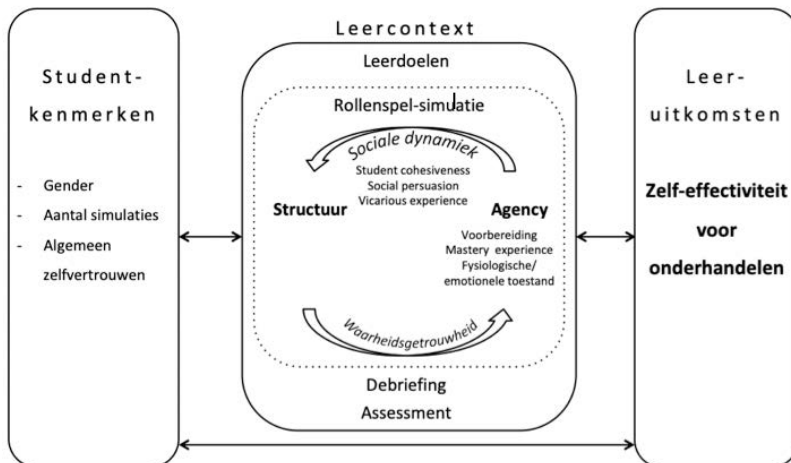 Student-
kenmerken
- Gender
- Aantal simulaties
- Algemeen
zelfvertrouwen
Leercontext
Leerdoelen
Rollenspel-simulatie
Sociale dynamiek
Student cohesiveness
Social persuasion
Vicarious experience
Structuur
Agency
Voorbereiding
Mastery experience
Fysiologische/
emotionele toestand
Waarheidsgetrouwheid
Debriefing
Assessment
Leer-
uitkomsten
Zelf-effectiviteit
voor
onderhandelen